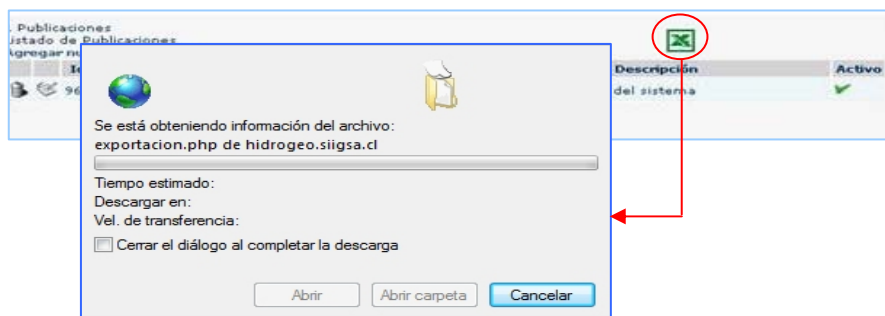 . Publicaciones
istado de Publicaciones
Agregar nu
Descripción Activo
96 del sistema
Se está obteniendo información del archivo:
exportacion.php de hidrogeo.siigsa.cl
Tiempo estimado:
Descargar en:
Vel. de transferencia:
Cerrar el diálogo al completar la descarga
Abrir Abrir carpeta Cancelar